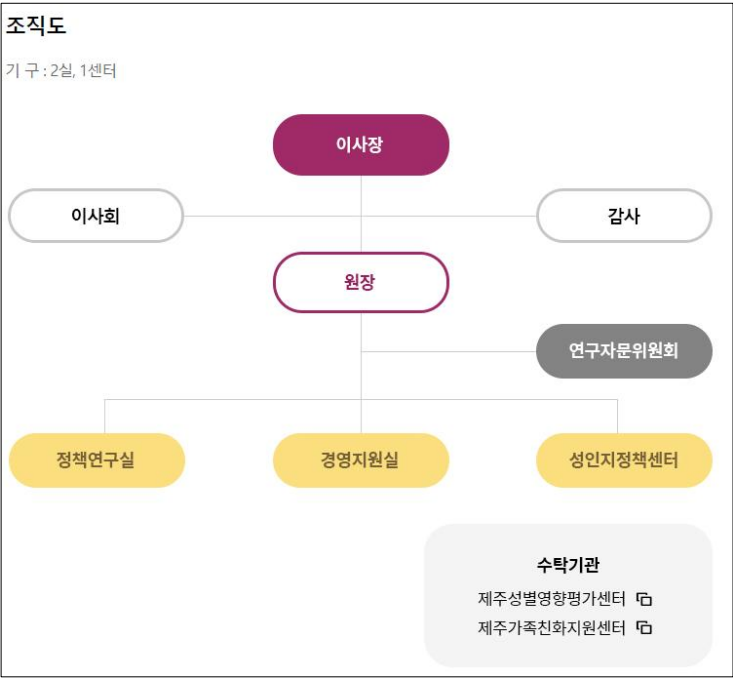 조직도
기 구 : 2실, 1센터
이사장
이사회
감사
원장
연구자문위원회
정책연구실
경영지원실
성인지정책센터
수탁기관
제주성별영향평가센터
제주가족친화지원센터